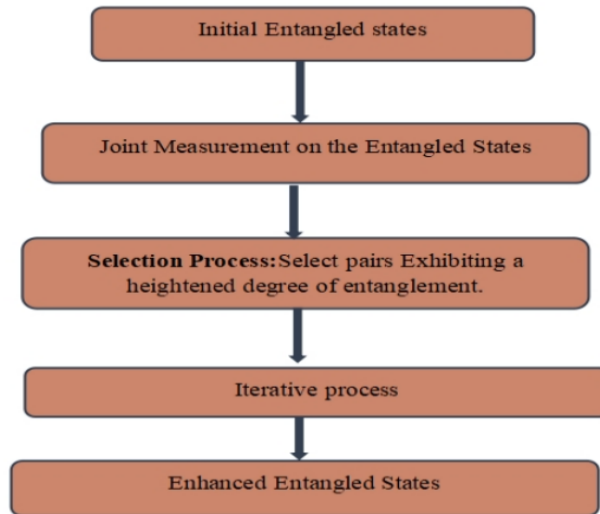 Initial Entangled states
Joint Measurement on the Entangled States
Selection Process:Select pairs Exhibiting a
heightened degree of entanglement.
Iterative process
Enhanced Entangled States